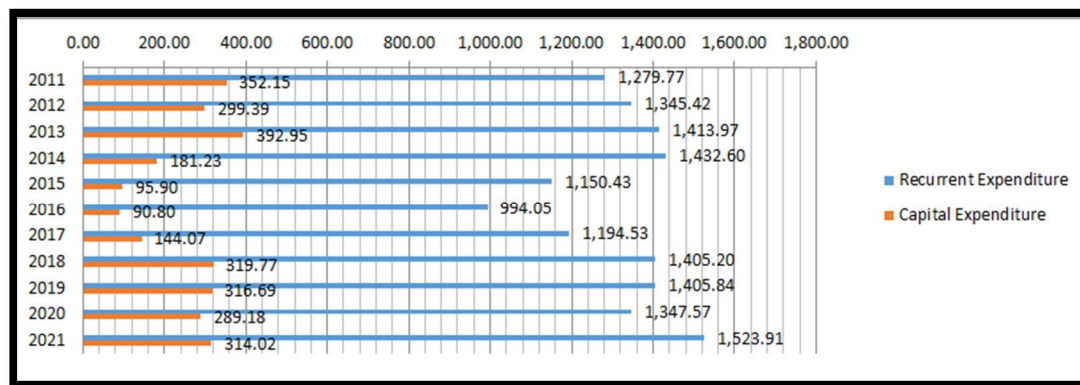 0.00 200.00 400.00 600.00 800.00 1,000.00 1,200.00 1,400.00 1,600.00 1,800.00
2011 352.15 1,279.77
2012 299.39 1,345.42
2013 392.95 1,413.97
2014 181.23 1,432.60
2015 95.90 1,150.43
2016 90.80 994.05
2017 144.07 1,194.53
2018 319.77 1,405.20
2019 316.69 1,405.84
2020 289.18 1,347.57
2021 314.02 1,523.91
Recurrent Expenditure
Capital Expenditure